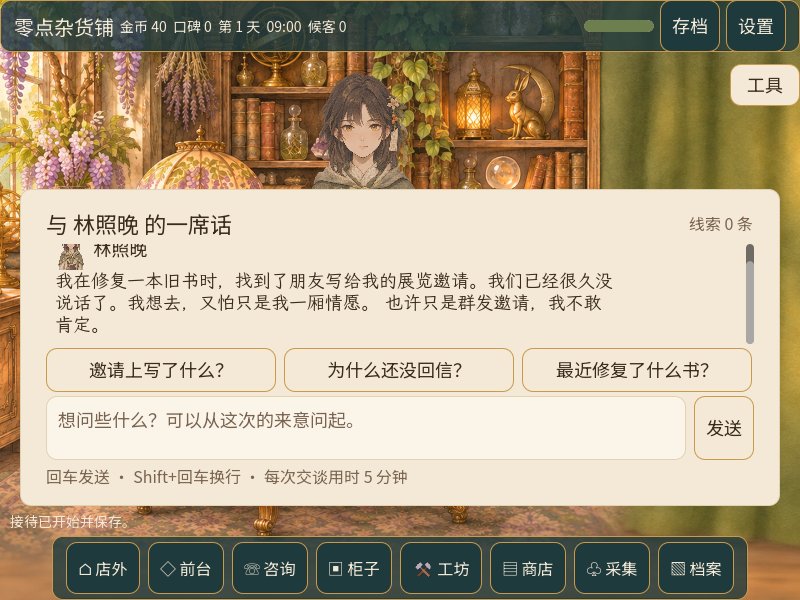 零点杂货铺 金币 40 口碑 0 第 1 天 09:00 候客 0
存档
设置
工具
与 林照晚 的一席话
线索 0 条
林照晚
我在修复一本旧书时，找到了朋友写给我的展览邀请。我们已经很久没
说话了。我想去，又怕只是我一厢情愿。 也许只是群发邀请，我不敢
肯定。
邀请上写了什么？
为什么还没回信？
最近修复了什么书？
想问些什么？可以从这次的来意问起。
发送
回车发送 · Shift+回车换行 · 每次交谈用时 5 分钟
接待已开始并保存。
店外
前台
咨询
柜子
工坊
商店
采集
档案